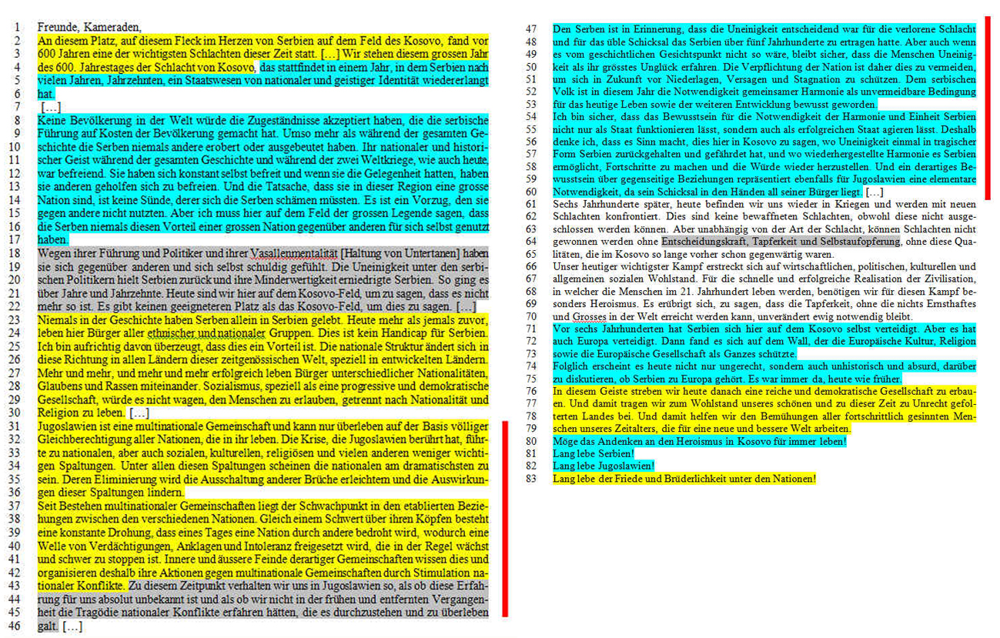 1 Freunde, Kameraden,
2 An diesem Platz, auf diesem Fleck im Herzen von Serbien auf dem Feld des Kosovo, fand vor
3 600 Jahren eine der wichtigsten Schlachten dieser Zeit statt. […] Wir stehen diesem grossen Jahr
4 des 600. Jahrestages der Schlacht von Kosovo, das stattfindet in einem Jahr, in dem Serbien nach
5 vielen Jahren, Jahrzehnten, ein Staatswesen von nationaler und geistiger Identität wiedererlangt
6 hat.
7 […]
8 Keine Bevölkerung in der Welt würde die Zugeständnisse akzeptiert haben, die die serbische
9 Führung auf Kosten der Bevölkerung gemacht hat. Umso mehr als während der gesamten Ge-
10 schichte die Serben niemals andere erobert oder ausgebeutet haben. Ihr nationaler und histori-
11 scher Geist während der gesamten Geschichte und während der zwei Weltkriege, wie auch heute,
12 war befreiend. Sie haben sich konstant selbst befreit und wenn sie die Gelegenheit hatten, haben
13 sie anderen geholfen sich zu befreien. Und die Tatsache, dass sie in dieser Region eine grosse
14 Nation sind, ist keine Sünde, derer sich die Serben schämen müssten. Es ist ein Vorzug, den sie
15 gegen andere nicht nutzten. Aber ich muss hier auf dem Feld der grossen Legende sagen, dass
16 die Serben niemals diesen Vorteil einer grossen Nation gegenüber anderen für sich selbst genutzt
17 haben.
18 Wegen ihrer Führung und Politiker und ihrer Vasallenmentalität [Haltung von Untertanen] haben
19 sie sich gegenüber anderen und sich selbst schuldig gefühlt. Die Uneinigkeit unter den serbi-
20 schen Politikern hielt Serbien zurück und ihre Minderwertigkeit erniedrigte Serbien. So ging es
21 über Jahre und Jahrzehnte. Heute sind wir hier auf dem Kosovo-Feld, um zu sagen, dass es nicht
22 mehr so ist. Es gibt keinen geeigneteren Platz als das Kosovo-Feld, um dies zu sagen. […]
23 Niemals in der Geschichte haben Serben allein in Serbien gelebt. Heute mehr als jemals zuvor,
24 leben hier Bürger aller ethnischer und nationaler Gruppen. Dies ist kein Handicap für Serbien.
25 Ich bin aufrichtig davon überzeugt, dass dies ein Vorteil ist. Die nationale Struktur ändert sich in
26 diese Richtung in allen Ländern dieser zeitgenössischen Welt, speziell in entwickelten Ländern.
27 Mehr und mehr, und mehr und mehr erfolgreich leben Bürger unterschiedlicher Nationalitäten,
28 Glaubens und Rassen miteinander. Sozialismus, speziell als eine progressive und demokratische
29 Gesellschaft, würde es nicht wagen, den Menschen zu erlauben, getrennt nach Nationalität und
30 Religion zu leben. […]
31 Jugoslawien ist eine multinationale Gemeinschaft und kann nur überleben auf der Basis völliger
32 Gleichberechtigung aller Nationen, die in ihr leben. Die Krise, die Jugoslawien berührt hat, führ-
33 te zu nationalen, aber auch sozialen, kulturellen, religiösen und vielen anderen weniger wichti-
34 gen Spaltungen. Unter allen diesen Spaltungen scheinen die nationalen am dramatischsten zu
35 sein. Deren Eliminierung wird die Ausschaltung anderer Brüche erleichtern und die Auswirkun-
36 gen dieser Spaltungen lindern.
37 Seit Bestehen multinationaler Gemeinschaften liegt der Schwachpunkt in den etablierten Bezie-
38 hungen zwischen den verschiedenen Nationen. Gleich einem Schwert über ihren Köpfen besteht
39 eine konstante Drohung, dass eines Tages eine Nation durch andere bedroht wird, wodurch eine
40 Welle von Verdächtigungen, Anklagen und Intoleranz freigesetzt wird, die in der Regel wächst
41 und schwer zu stoppen ist. Innere und äussere Feinde derartiger Gemeinschaften wissen dies und
42 organisieren deshalb ihre Aktionen gegen multinationale Gemeinschaften durch Stimulation na-
43 tionaler Konflikte. Zu diesem Zeitpunkt verhalten wir uns in Jugoslawien so, als ob diese Erfah-
44 rung für uns absolut unbekannt ist und als ob wir nicht in der frühen und entfernten Vergangen-
45 heit die Tragödie nationaler Konflikte erfahren hätten, die es durchzustehen und zu überleben
46 galt. […]
47 Den Serben ist in Erinnerung, dass die Uneinigkeit entscheidend war für die verlorene Schlacht
48 und für das üble Schicksal das Serbien über fünf Jahrhunderte zu ertragen hatte. Aber auch wenn
49 es vom geschichtlichen Gesichtspunkt nicht so wäre, bleibt sicher, dass die Menschen Uneinig-
50 keit als ihr grösstes Unglück erfahren. Die Verpflichtung der Nation ist daher dies zu vermeiden,
51 um sich in Zukunft vor Niederlagen, Versagen und Stagnation zu schützen. Dem serbischen
52 Volk ist in diesem Jahr die Notwendigkeit gemeinsamer Harmonie als unvermeidbare Bedingung
53 für das heutige Leben sowie der weiteren Entwicklung bewusst geworden.
54 Ich bin sicher, dass das Bewusstsein für die Notwendigkeit der Harmonie und Einheit Serbien
55 nicht nur als Staat funktionieren lässt, sondern auch als erfolgreichen Staat agieren lässt. Deshalb
56 denke ich, dass es Sinn macht, dies hier in Kosovo zu sagen, wo Uneinigkeit einmal in tragischer
57 Form Serbien zurückgehalten und gefährdet hat, und wo wiederhergestellte Harmonie es Serbien
58 ermöglicht, Fortschritte zu machen und die Würde wieder herzustellen. Und ein derartiges Be-
59 wusstsein über gegenseitige Beziehungen repräsentiert ebenfalls für Jugoslawien eine elementare
60 Notwendigkeit, da sein Schicksal in den Händen all seiner Bürger liegt. […]
61 Sechs Jahrhunderte später, heute befinden wir uns wieder in Kriegen und werden mit neuen
62 Schlachten konfrontiert. Dies sind keine bewaffneten Schlachten, obwohl diese nicht ausge-
63 schlossen werden können. Aber unabhängig von der Art der Schlacht, können Schlachten nicht
64 gewonnen werden ohne Entscheidungskraft, Tapferkeit und Selbstaufopferung, ohne diese Qua-
65 litäten, die im Kosovo so lange vorher schon gegenwärtig waren.
66 Unser heutiger wichtigster Kampf erstreckt sich auf wirtschaftlichen, politischen, kulturellen und
67 allgemeinen sozialen Wohlstand. Für die schnelle und erfolgreiche Realisation der Zivilisation,
68 in welcher die Menschen im 21. Jahrhundert leben werden, benötigen wir für diesen Kampf be-
69 sonders Heroismus. Es erübrigt sich, zu sagen, dass die Tapferkeit, ohne die nichts Ernsthaftes
70 und Grosses in der Welt erreicht werden kann, unverändert ewig notwendig bleibt.
71 Vor sechs Jahrhunderten hat Serbien sich hier auf dem Kosovo selbst verteidigt. Aber es hat
72 auch Europa verteidigt. Dann fand es sich auf dem Wall, der die Europäische Kultur, Religion
73 sowie die Europäische Gesellschaft als Ganzes schützte.
74 Folglich erscheint es heute nicht nur ungerecht, sondern auch unhistorisch und absurd, darüber
75 zu diskutieren, ob Serbien zu Europa gehört. Es war immer da, heute wie früher.
76 In diesem Geiste streben wir heute danach eine reiche und demokratische Gesellschaft zu erbau-
77 en. Und damit tragen wir zum Wohlstand unseres schönen und zu dieser Zeit zu Unrecht gefol-
78 terten Landes bei. Und damit helfen wir den Bemühungen aller fortschrittlich gesinnten Men-
79 schen unseres Zeitalters, die für eine neue und bessere Welt arbeiten.
80 Möge das Andenken an den Heroismus in Kosovo für immer leben!
81 Lang lebe Serbien!
82 Lang lebe Jugoslawien!
83 Lang lebe der Friede und Brüderlichkeit unter den Nationen!